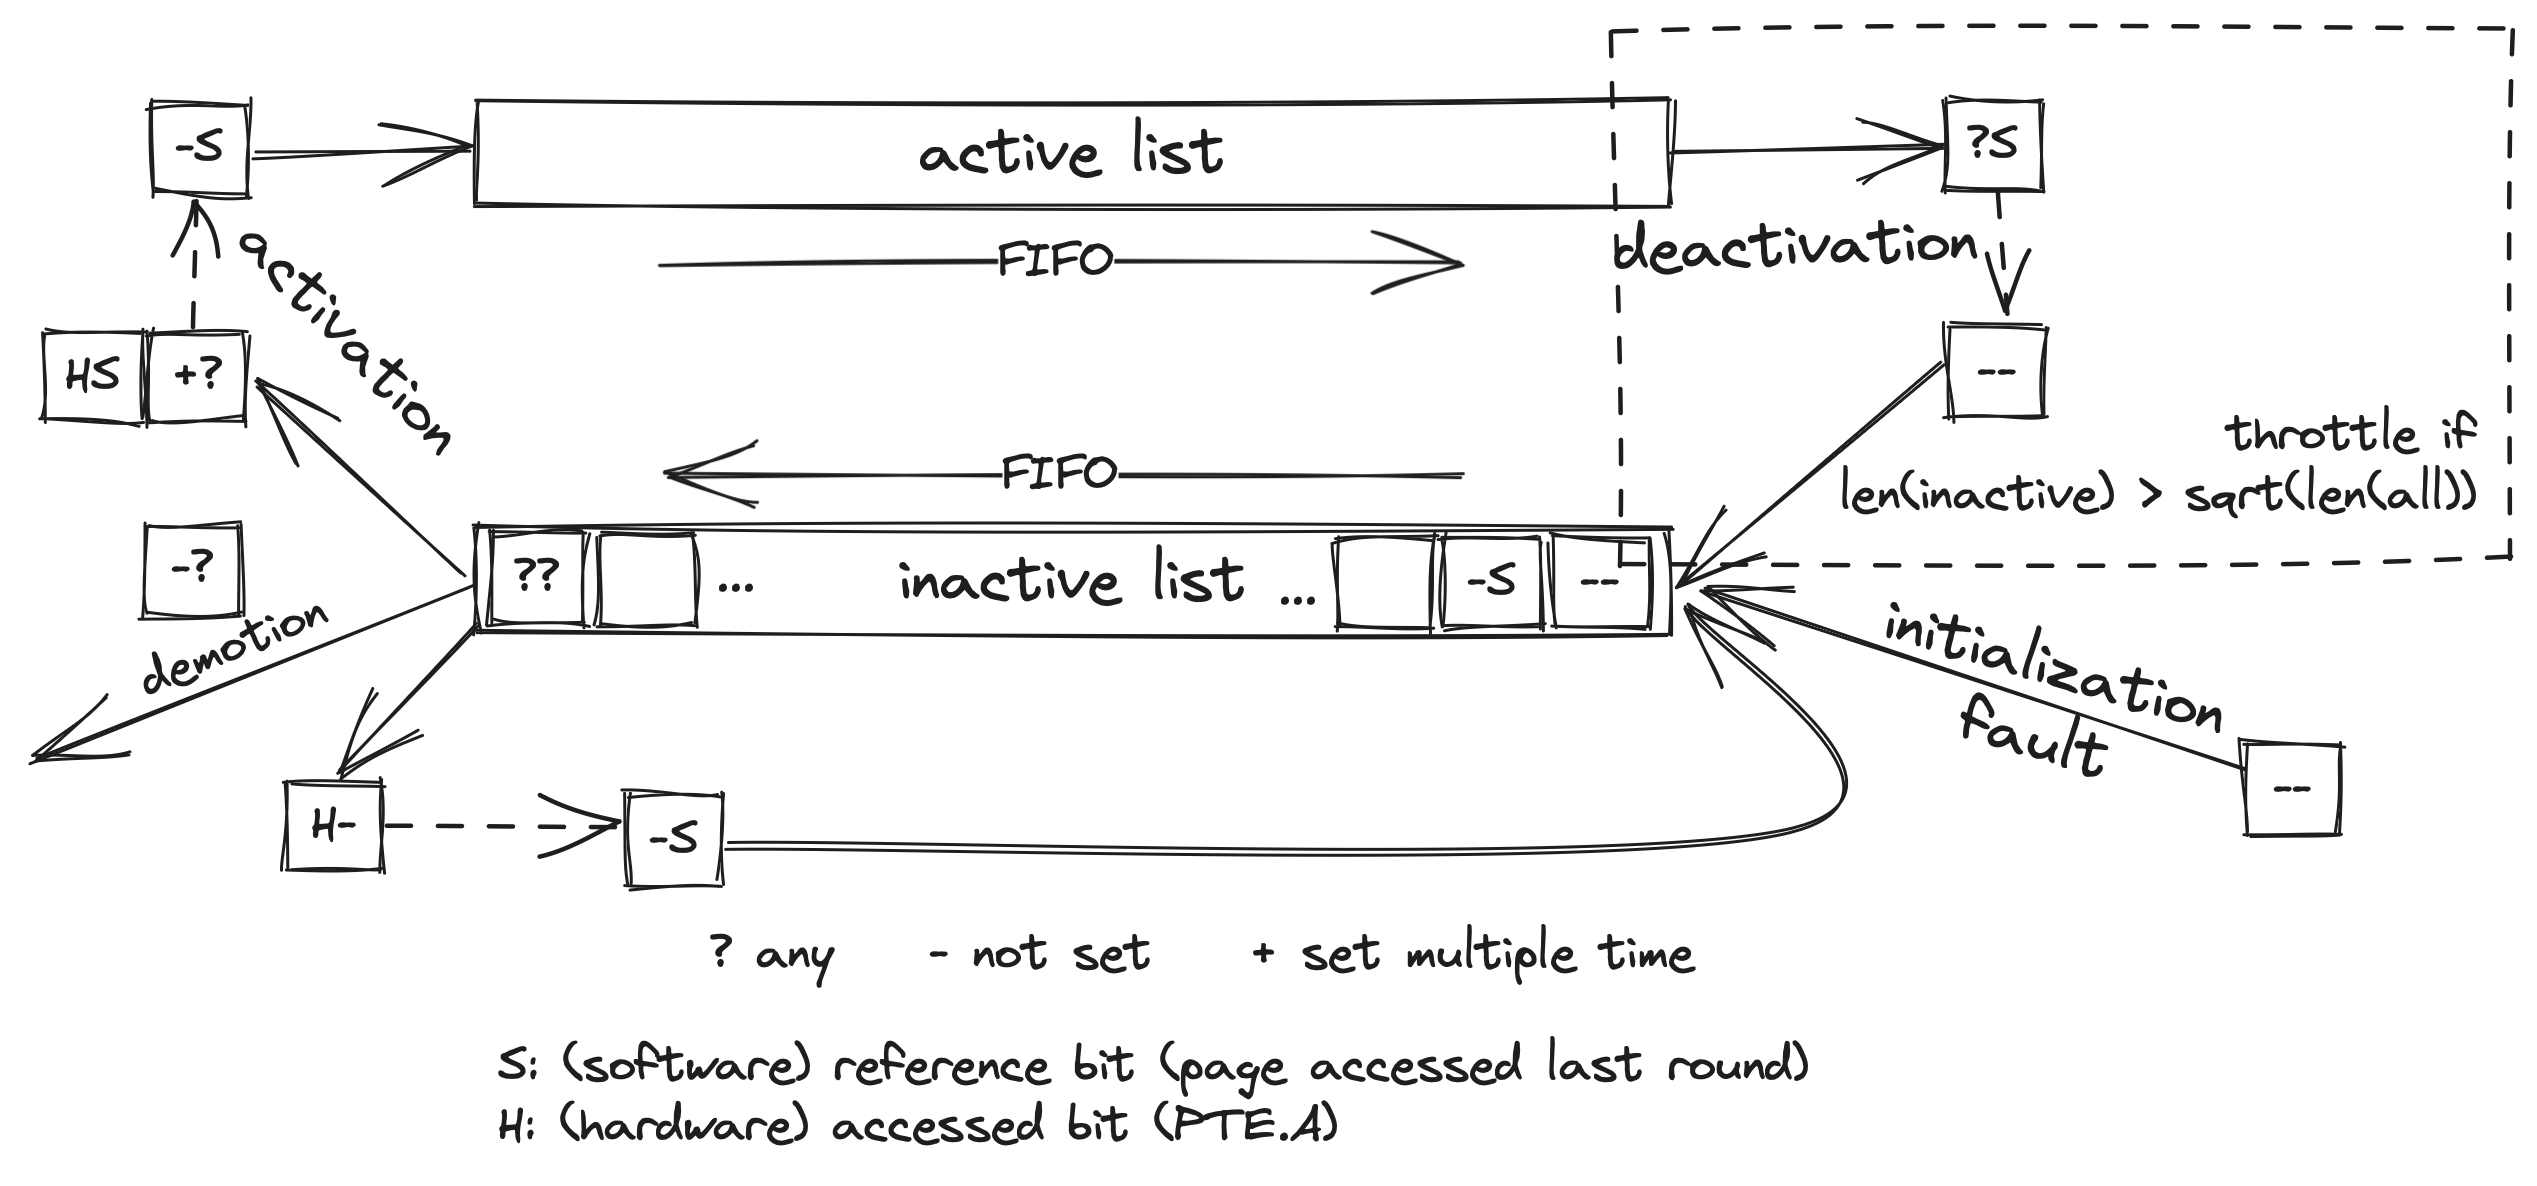 -S
active list
?S
activation
FIFO
deactivation
HS
+?
--
throttle if
len(inactive) > sqrt(len(all))
FIFO
-?
demotion
??
...
inactive list
...
-S
--
initialization
fault
--
H-
-S
? any
- not set
+ set multiple time
S: (software) reference bit (page accessed last round)
H: (hardware) accessed bit (PTE.A)